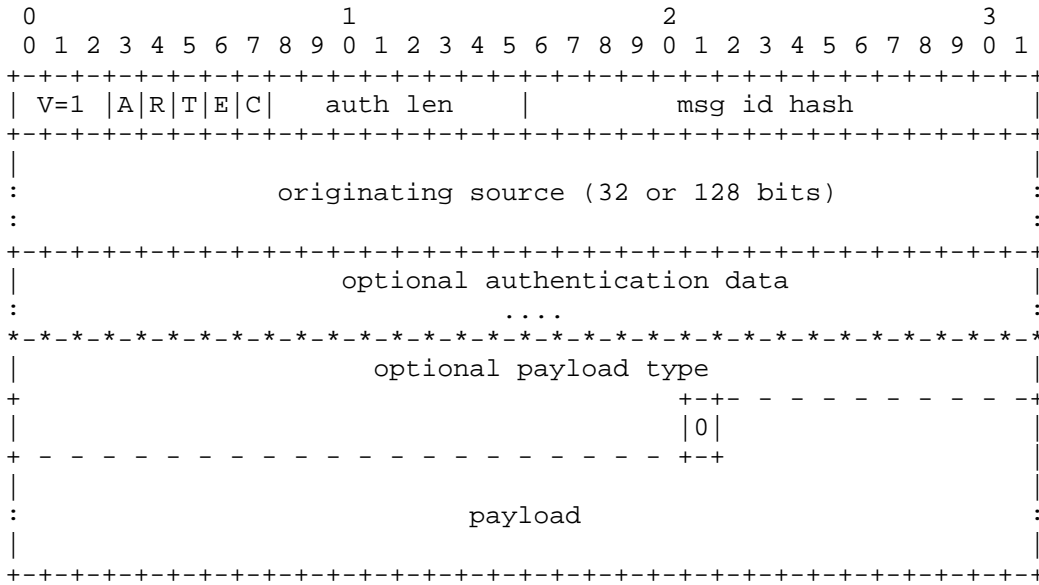 0                   1                   2                   3
 0 1 2 3 4 5 6 7 8 9 0 1 2 3 4 5 6 7 8 9 0 1 2 3 4 5 6 7 8 9 0 1
+-+-+-+-+-+-+-+-+-+-+-+-+-+-+-+-+-+-+-+-+-+-+-+-+-+-+-+-+-+-+-+-+
| V=1 |A|R|T|E|C|   auth len    |         msg id hash           |
+-+-+-+-+-+-+-+-+-+-+-+-+-+-+-+-+-+-+-+-+-+-+-+-+-+-+-+-+-+-+-+-+
|                                                               |
:                originating source (32 or 128 bits)            :
:                                                               :
+-+-+-+-+-+-+-+-+-+-+-+-+-+-+-+-+-+-+-+-+-+-+-+-+-+-+-+-+-+-+-+-+
|                    optional authentication data               |
:                              ....                             :
*-*-*-*-*-*-*-*-*-*-*-*-*-*-*-*-*-*-*-*-*-*-*-*-*-*-*-*-*-*-*-*-*
|                      optional payload type                    |
+                                         +-+- - - - - - - - - -+
|                                         |0|                   |
+ - - - - - - - - - - - - - - - - - - - - +-+                   |
|                                                               |
:                            payload                            :
|                                                               |
+-+-+-+-+-+-+-+-+-+-+-+-+-+-+-+-+-+-+-+-+-+-+-+-+-+-+-+-+-+-+-+-+